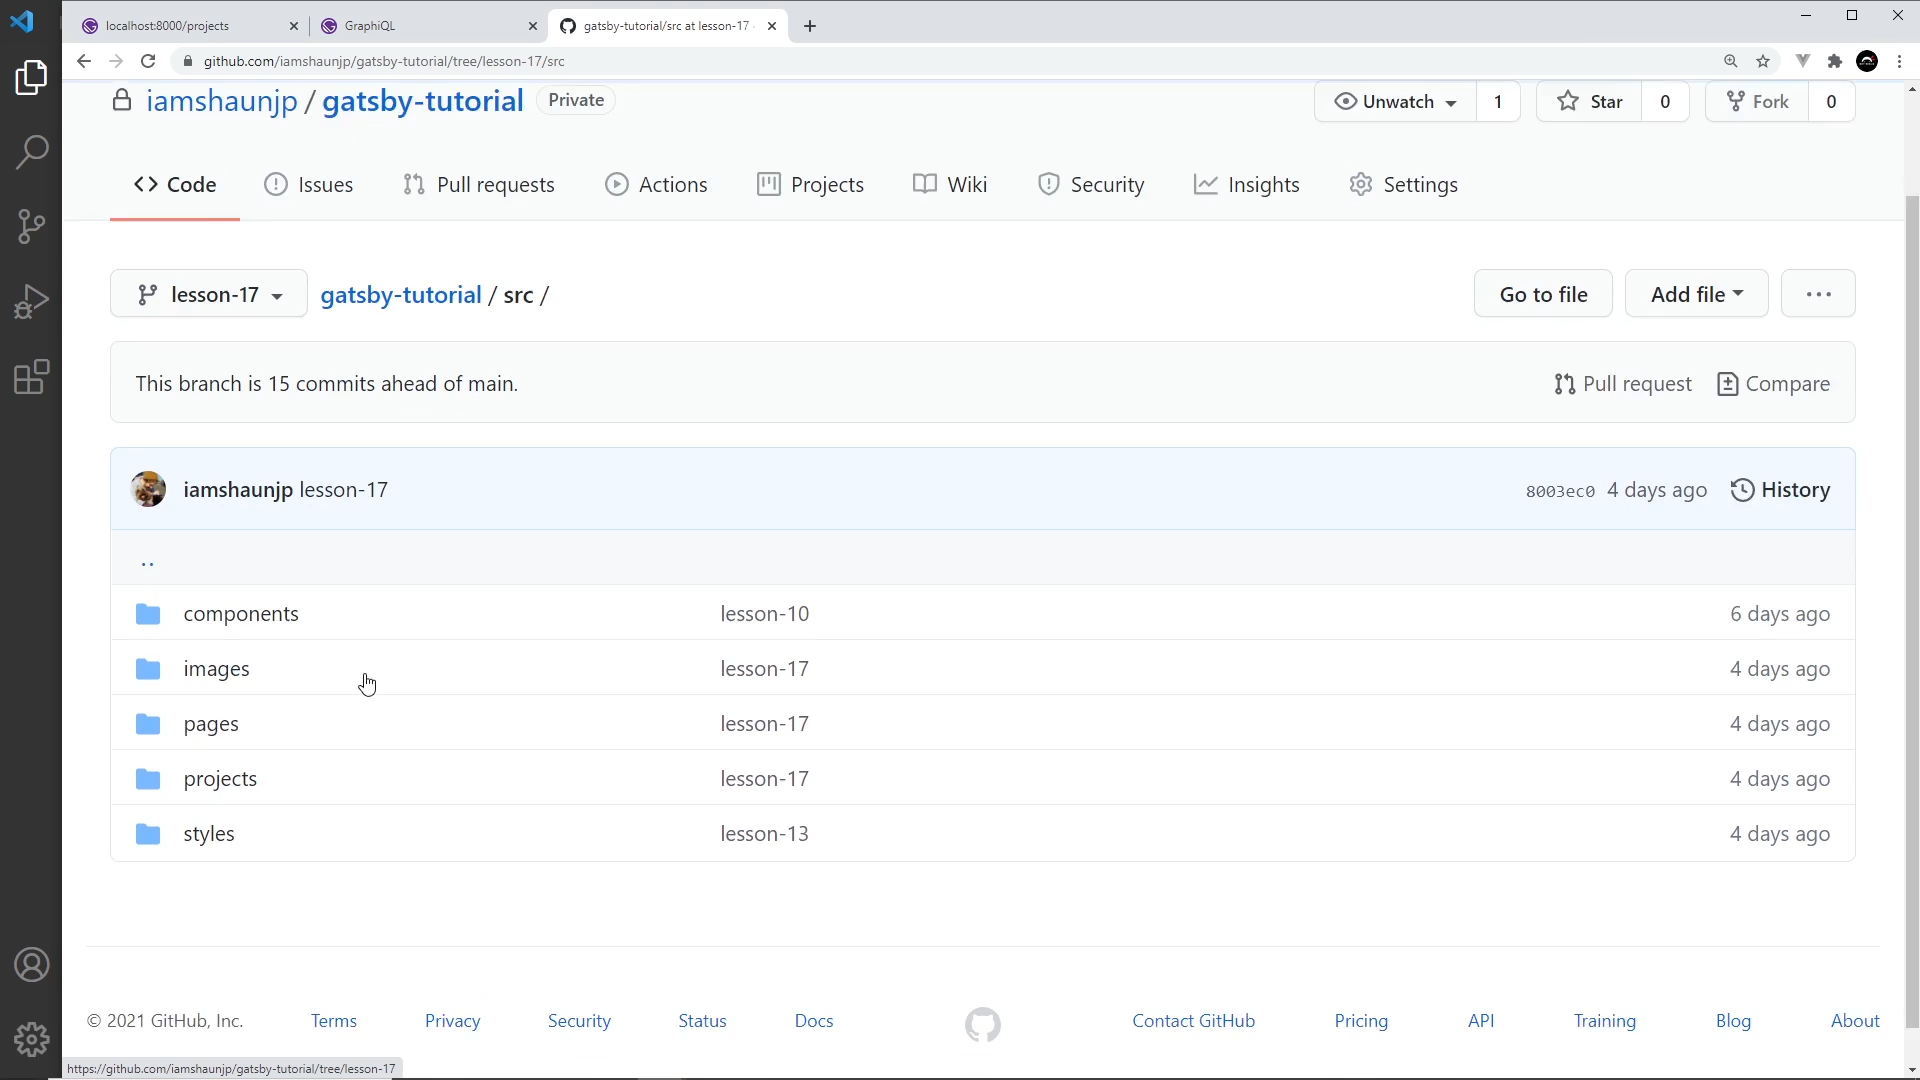 localhost:8000/projects
GraphiQL
gatsby-tutorial/src at lesson-17
github.com/iamshaunjp/gatsby-tutorial/tree/lesson-17/src
iamshaunjp / gatsby-tutorial Private
Unwatch 1 Star 0 Fork 0
Code Issues Pull requests Actions Projects Wiki Security Insights Settings
lesson-17 gatsby-tutorial / src /
Go to file Add file ...
This branch is 15 commits ahead of main.
Pull request Compare
iamshaunjp lesson-17 8003ec0 4 days ago History
..
components lesson-10 6 days ago
images lesson-17 4 days ago
pages lesson-17 4 days ago
projects lesson-17 4 days ago
styles lesson-13 4 days ago
© 2021 GitHub, Inc. Terms Privacy Security Status Docs Contact GitHub Pricing API Training Blog About
https://github.com/iamshaunjp/gatsby-tutorial/tree/lesson-17